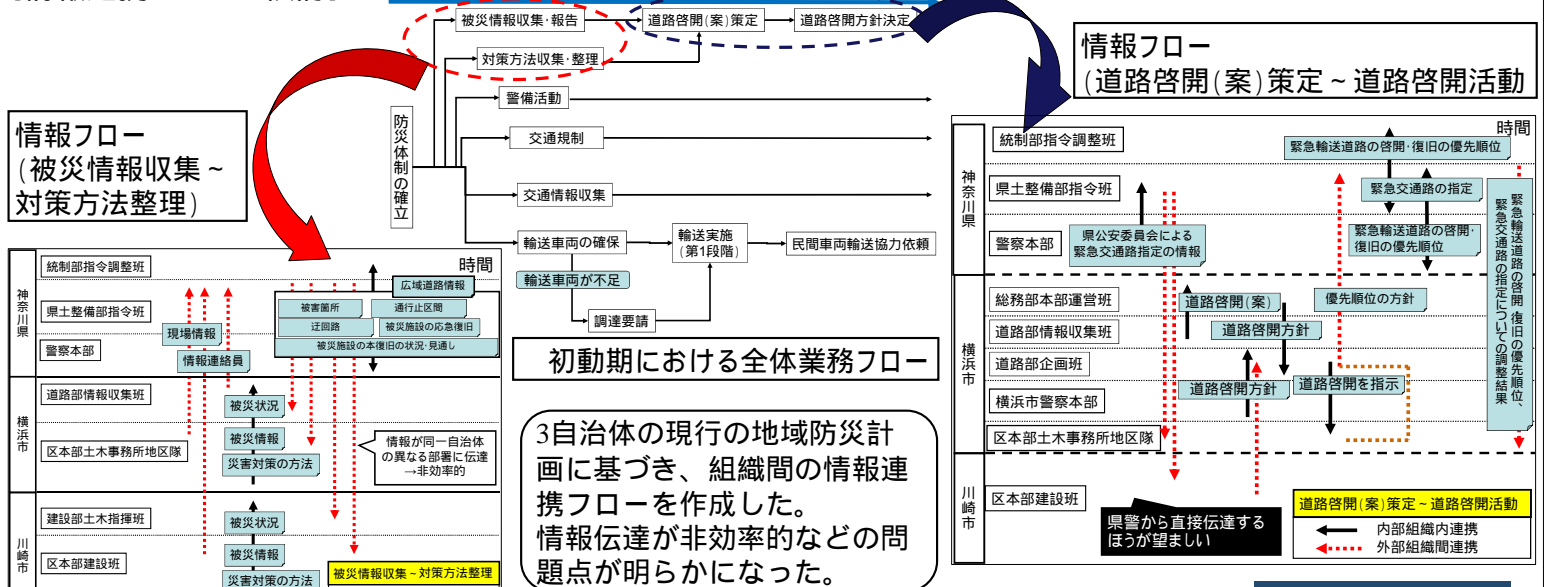 被災情報収集・報告
道路啓開(案)策定
道路啓開方針決定
対策方法収集・整理
警備活動
防災体制の確立
交通規制
交通情報収集
輸送車両の確保
輸送実施
(第1段階)
民間車両輸送協力依頼
輸送車両が不足
調達要請
初動期における全体業務フロー
情報フロー
(被災情報収集～
対策方法整理)
時間
神奈川県
統制部指令調整班
県土整備部指令班
警察本部
広域道路情報
被害箇所
通行止区間
迂回路
被災施設の応急復旧
被災施設の本復旧の状況・見通し
現場情報
情報連絡員
横浜市
道路部情報収集班
区本部土木事務所地区隊
被災状況
被災情報
災害対策の方法
情報が同一自治体
の異なる部署に伝達
→非効率的
川崎市
建設部土木指揮班
区本部建設班
被災状況
被災情報
災害対策の方法
被災情報収集～対策方法整理
3自治体の現行の地域防災計
画に基づき、組織間の情報連
携フローを作成した。
情報伝達が非効率的などの問
題点が明らかになった。
情報フロー
(道路啓開(案)策定～道路啓開活動
時間
神奈川県
統制部指令調整班
県土整備部指令班
警察本部
緊急輸送道路の啓開・復旧の優先順位
緊急交通路の指定
県公安委員会による
緊急交通路指定の情報
緊急輸送道路の啓開・
復旧の優先順位
緊急輸送道路の啓開・復旧の優先順位、
緊急交通路の指定についての調整結果
横浜市
総務部本部運営班
道路部情報収集班
道路部企画班
横浜市警察本部
区本部土木事務所地区隊
道路啓開(案)
優先順位の方針
道路啓開方針
道路啓開方針
道路啓開を指示
川崎市
区本部建設班
県警から直接伝達する
ほうが望ましい
道路啓開(案)策定～道路啓開活動
内部組織内連携
外部組織間連携